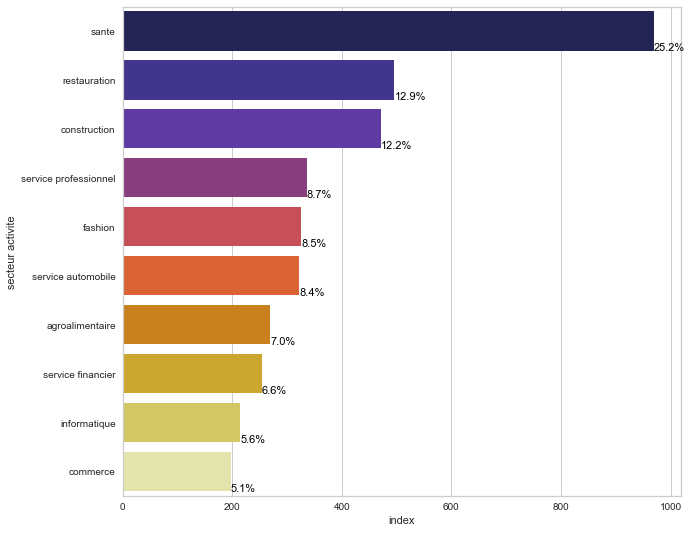 sante
25.2%
restauration
12.9%
construction
12.2%
service professionnel
8.7%
fashion
8.5%
service automobile
8.4%
agroalimentaire
7.0%
service financier
6.6%
informatique
5.6%
commerce
5.1%
secteur activite
0 200 400 600 800 1000
index